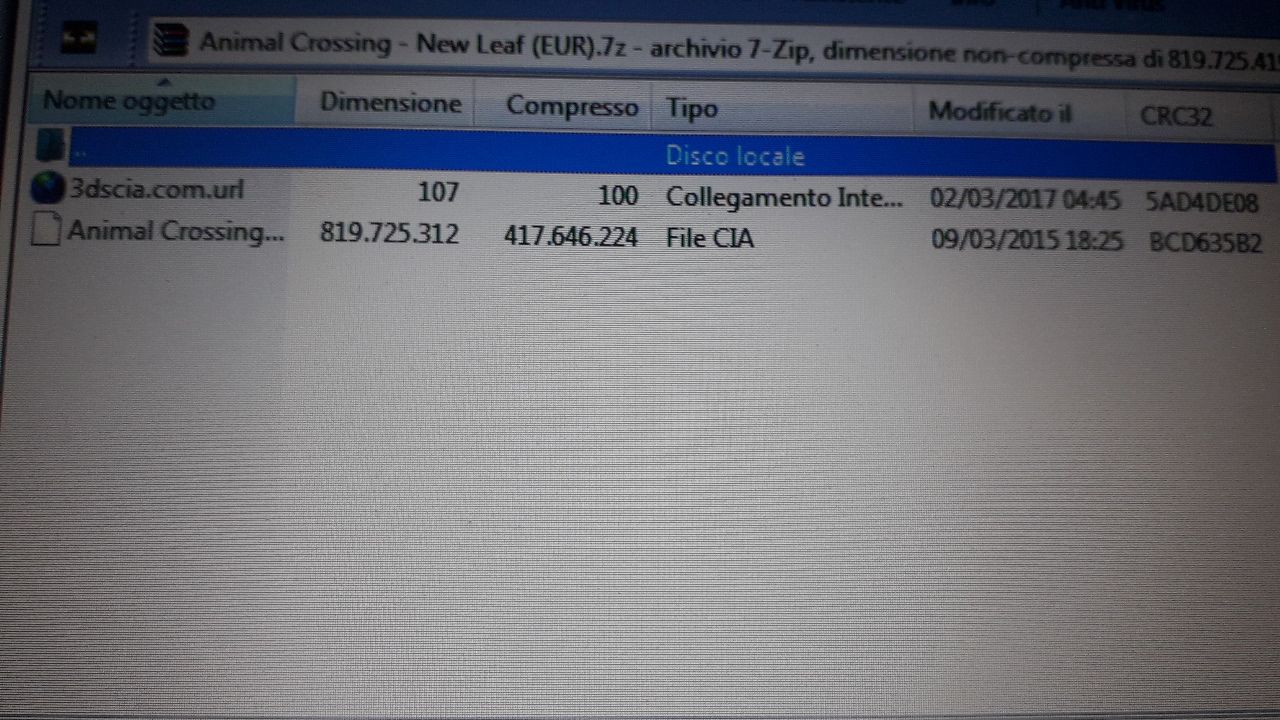 Animal Crossing - New Leaf (EUR).7z - archivio 7-Zip, dimensione non-compressa di 819.725.41
Nome oggetto Dimensione Compresso Tipo Modificato il CRC32
.. Disco locale
3dscia.com.url 107 100 Collegamento Inte... 02/03/2017 04:45 5AD4DE08
Animal Crossing... 819.725.312 417.646.224 File CIA 09/03/2015 18:25 BCD635B2